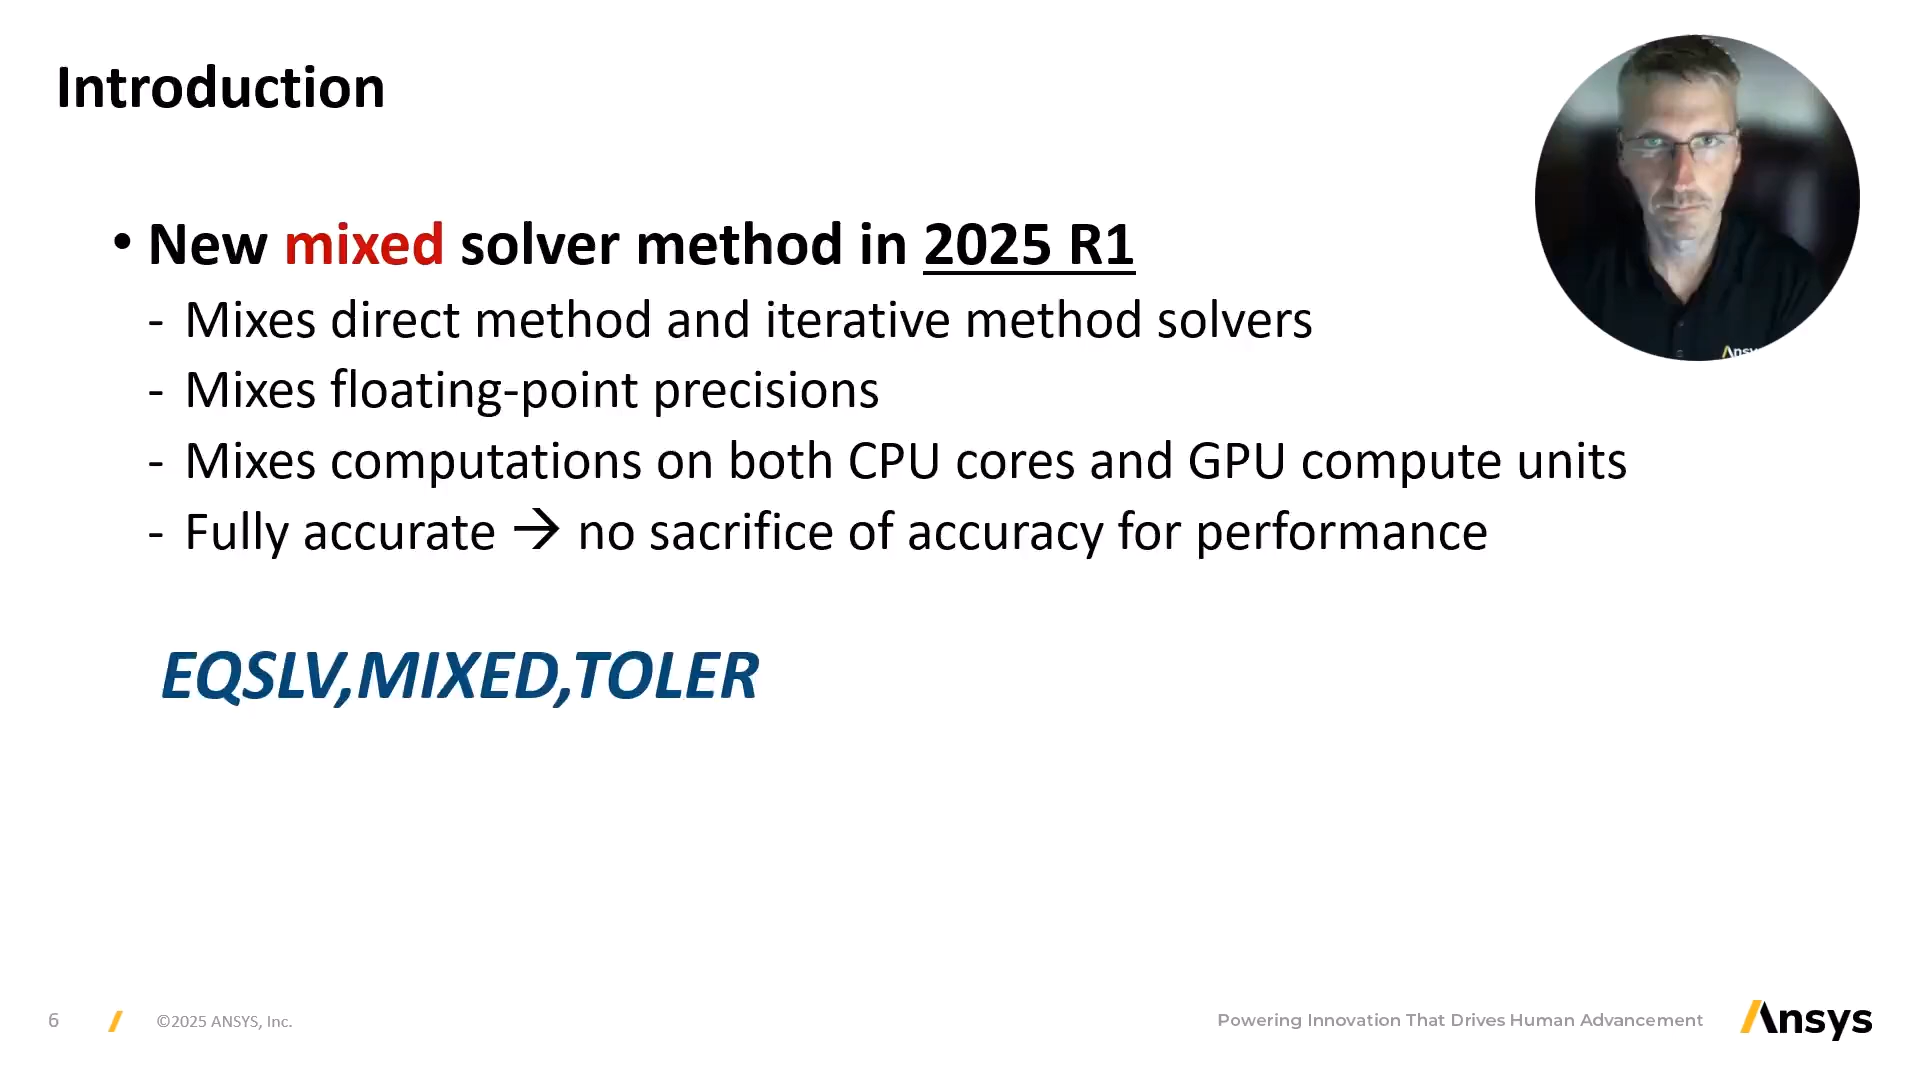 Introduction
• New mixed solver method in 2025 R1
- Mixes direct method and iterative method solvers
- Mixes floating-point precisions
- Mixes computations on both CPU cores and GPU compute units
- Fully accurate → no sacrifice of accuracy for performance
EQSLV,MIXED,TOLER
6
©2025 ANSYS, Inc.
Powering Innovation That Drives Human Advancement
Ansys